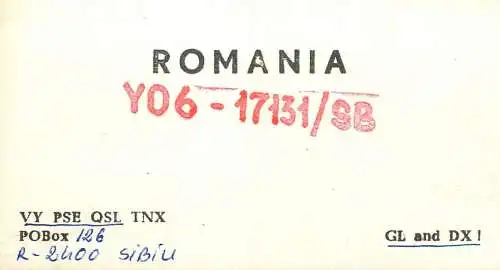 ROMANIA
YO6 - 17131/SB
VY PSE QSL TNX
POBox 126
R-2400 SIBIU
GL and DX!